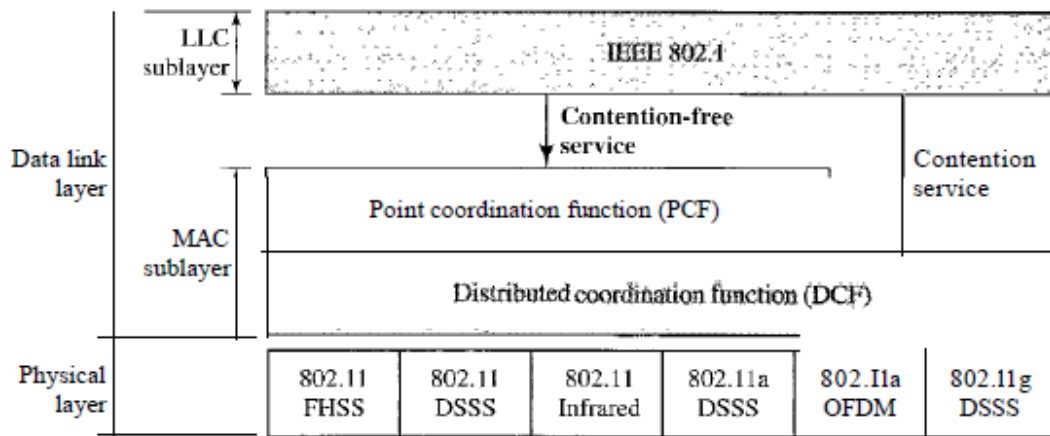 LLC
sublayer
IEEE 802.1
Contention-free
service
Data link
layer
Contention
service
Point coordination function (PCF)
MAC
sublayer
Distributed coordination function (DCF)
Physical
layer
802.11
FHSS
802.11
DSSS
802.11
Infrared
802.11a
DSSS
802.11a
OFDM
802.11g
DSSS